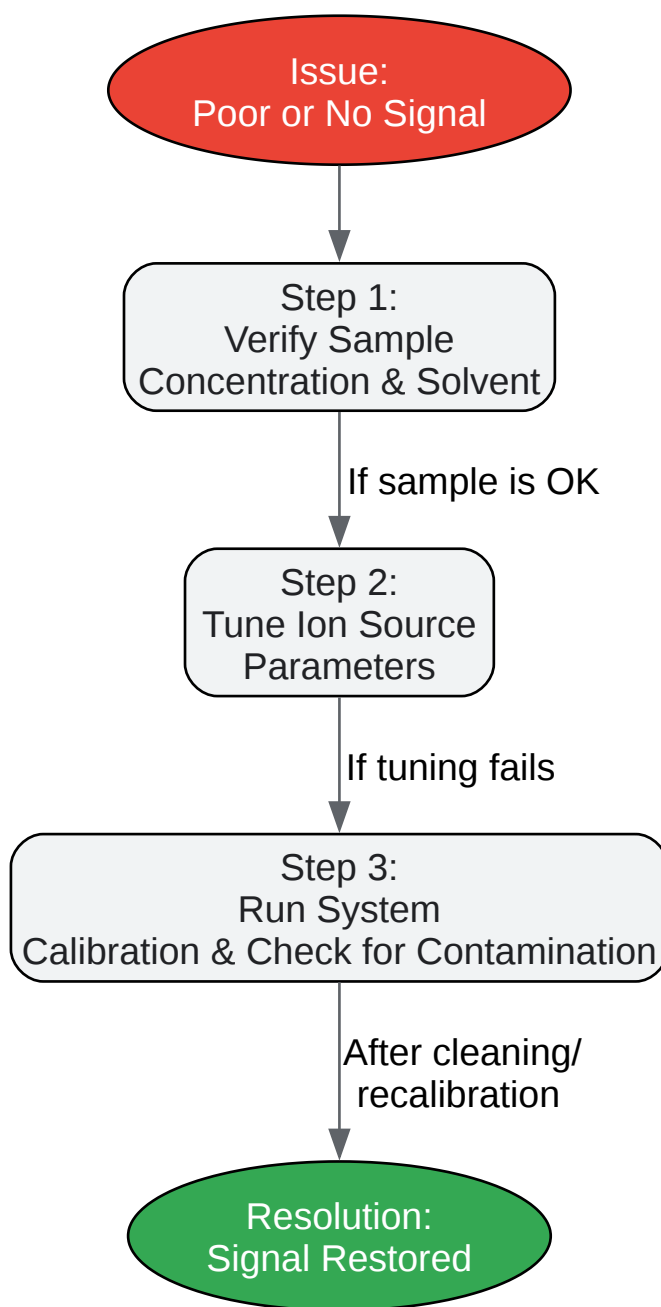 Issue:
Poor or No Signal
Step 1:
Verify Sample
Concentration & Solvent
If sample is OK
Step 2:
Tune Ion Source
Parameters
If tuning fails
Step 3:
Run System
Calibration & Check for Contamination
After cleaning/
recalibration
Resolution:
Signal Restored